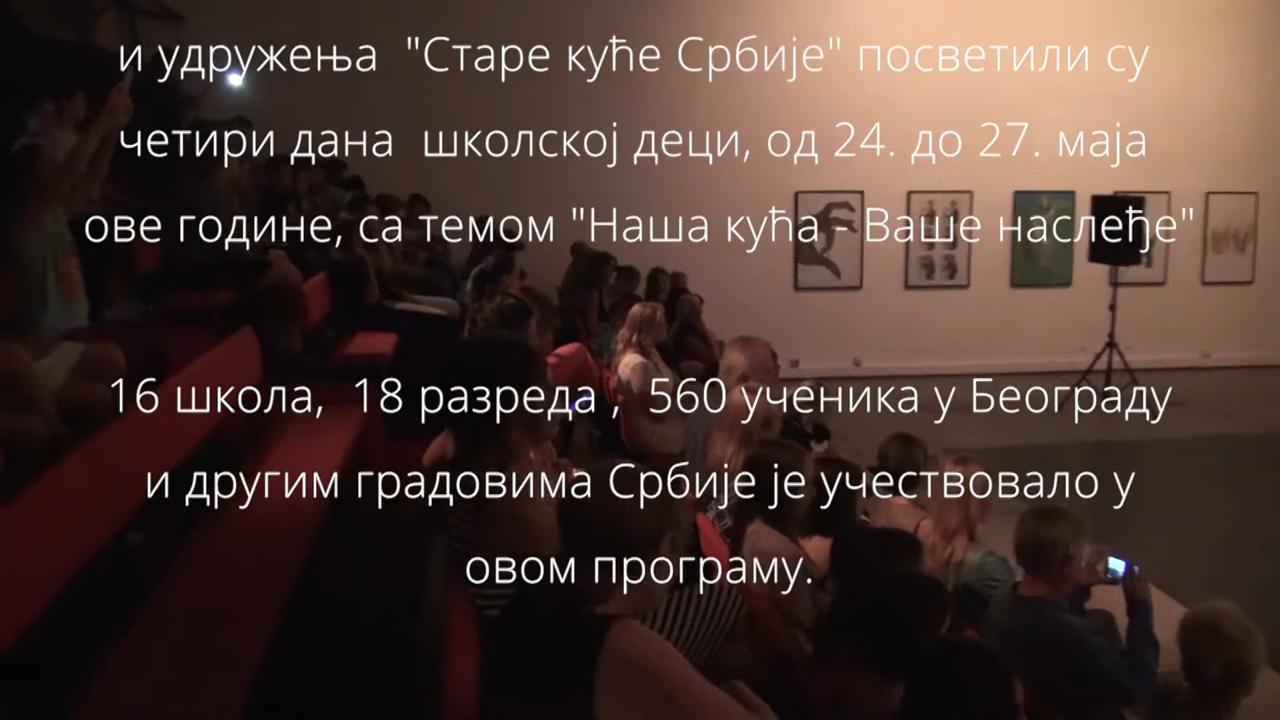 и удружења "Старе куће Србије" посветили су
четири дана школској деци, од 24. до 27. маја
ове године, са темом "Наша кућа - Ваше наслеђе"
16 школа, 18 разреда , 560 ученика у Београду
и другим градовима Србије је учествовало у
овом програму.